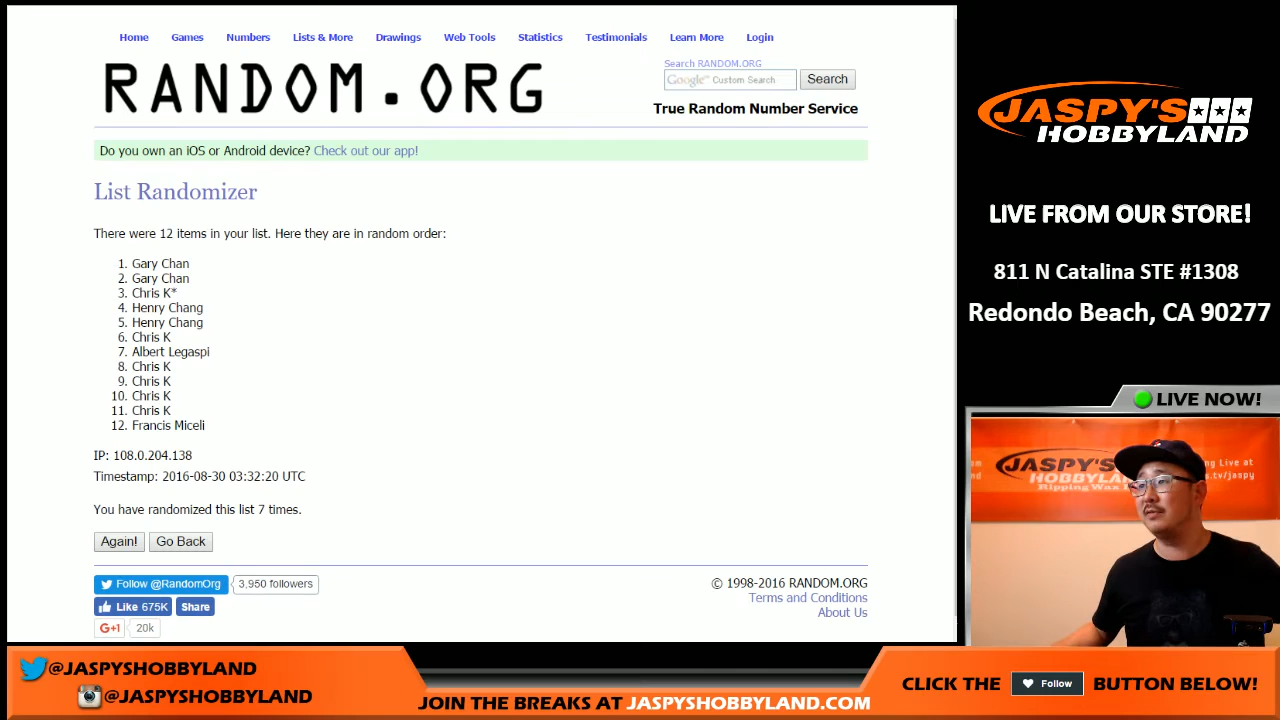 Home Games Numbers Lists & More Drawings Web Tools Statistics Testimonials Learn More Login
RANDOM.ORG
Search RANDOM.ORG
Google™ Custom Search Search
True Random Number Service
Do you own an iOS or Android device? Check out our app!
List Randomizer
There were 12 items in your list. Here they are in random order:
1. Gary Chan
2. Gary Chan
3. Chris K*
4. Henry Chang
5. Henry Chang
6. Chris K
7. Albert Legaspi
8. Chris K
9. Chris K
10. Chris K
11. Chris K
12. Francis Miceli
IP: 108.0.204.138
Timestamp: 2016-08-30 03:32:20 UTC
You have randomized this list 7 times.
Again! Go Back
Follow @RandomOrg 3,950 followers
Like 675K Share
G+1 20k
© 1998-2016 RANDOM.ORG
Terms and Conditions
About Us
JASPY'S
HOBBYLAND
LIVE FROM OUR STORE!
811 N Catalina STE #1308
Redondo Beach, CA 90277
LIVE NOW!
JASPY'S
HOBBYLAND
Ripping Wax
ng Live at
e.tv/jaspy
@JASPYSHOBBYLAND
@JASPYSHOBBYLAND
JOIN THE BREAKS AT JASPYSHOBBYLAND.COM
CLICK THE Follow BUTTON BELOW!